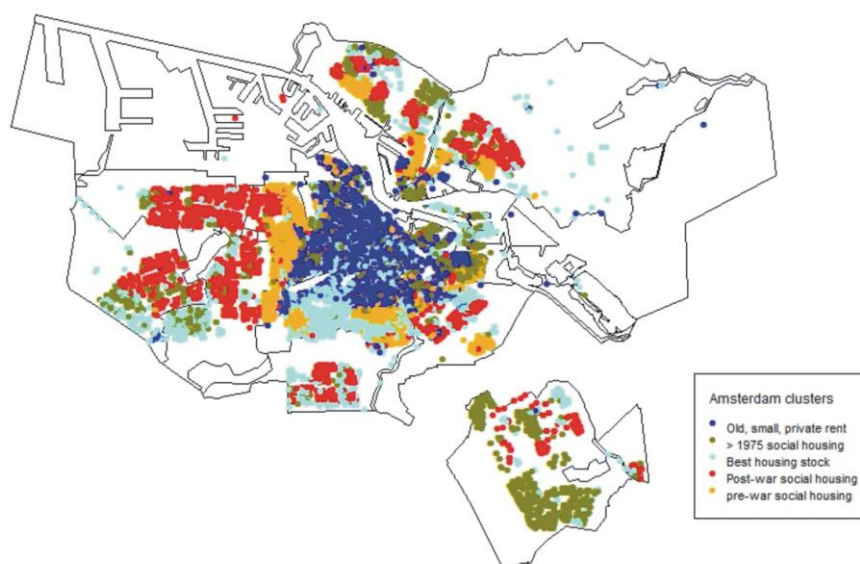 Amsterdam clusters
Old, small, private rent
> 1975 social housing
Best housing stock
Post-war social housing
pre-war social housing